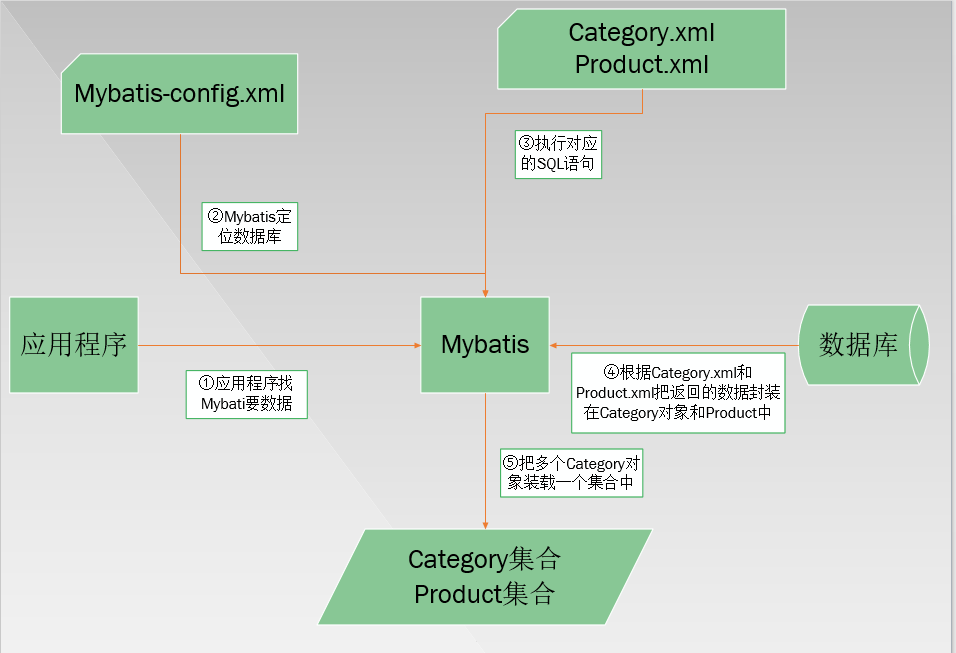 Category.xml
Product.xml
Mybatis-config.xml
③执行对应
的SQL语句
②Mybatis定
位数据库
应用程序
Mybatis
数据库
①应用程序找
Mybati要数据
④根据Category.xml和
Product.xml把返回的数据封装
在Category对象和Product中
⑤把多个Category对
象装载一个集合中
Category集合
Product集合